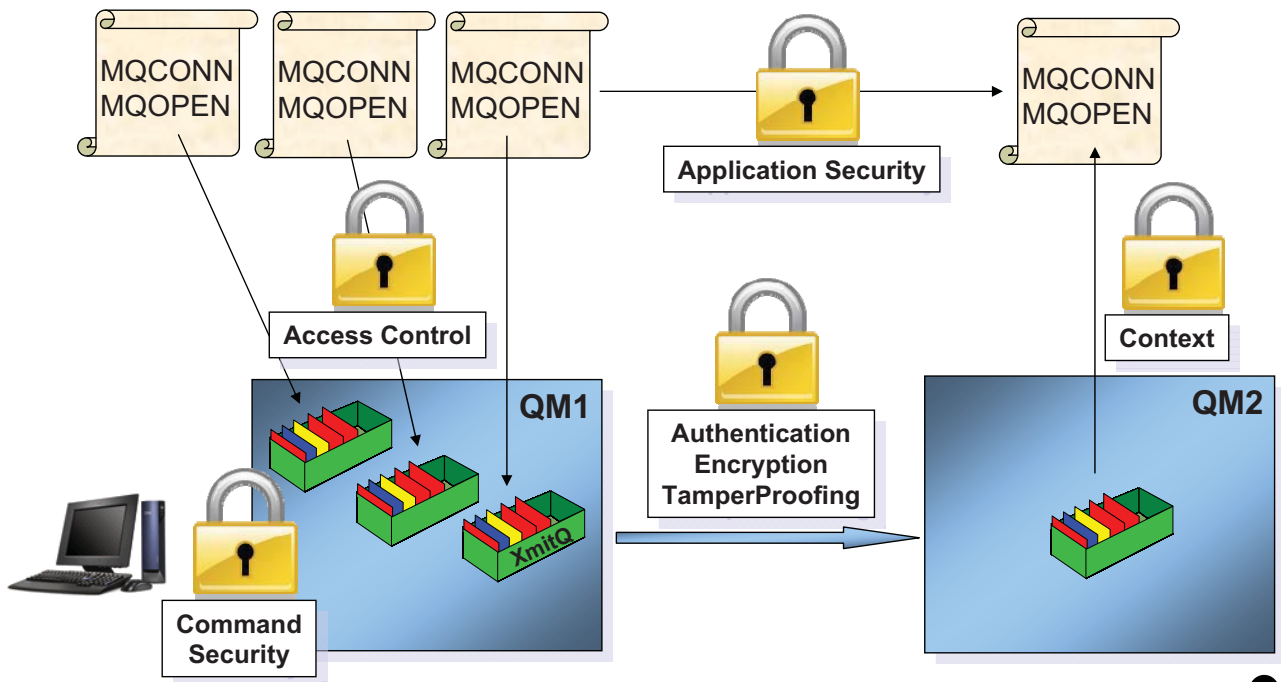 MQCONN
MQOPEN
MQCONN
MQOPEN
MQCONN
MQOPEN
MQCONN
MQOPEN
Application Security
Access Control
Context
QM1
Authentication
Encryption
TamperProofing
QM2
XmitQ
Command
Security